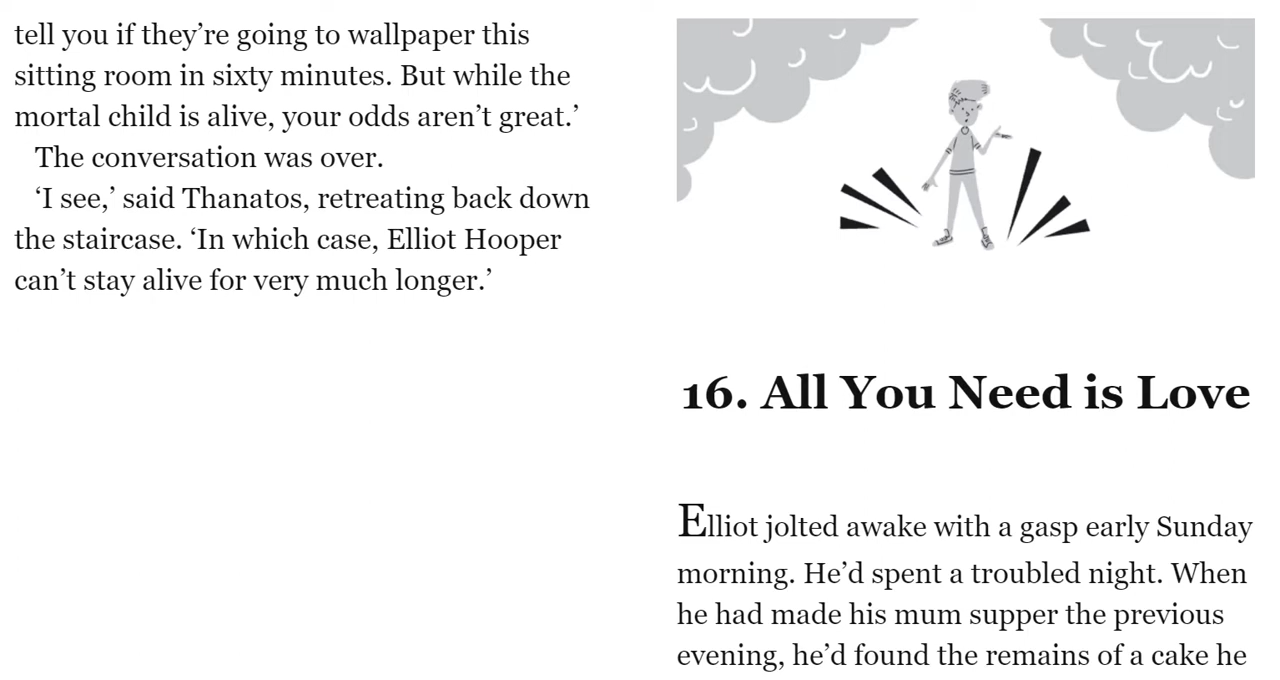 tell you if they’re going to wallpaper this
sitting room in sixty minutes. But while the
mortal child is alive, your odds aren’t great.’
The conversation was over.
‘I see,’ said Thanatos, retreating back down
the staircase. ‘In which case, Elliot Hooper
can’t stay alive for very much longer.’
16. All You Need is Love
Elliot jolted awake with a gasp early Sunday
morning. He’d spent a troubled night. When
he had made his mum supper the previous
evening, he’d found the remains of a cake he